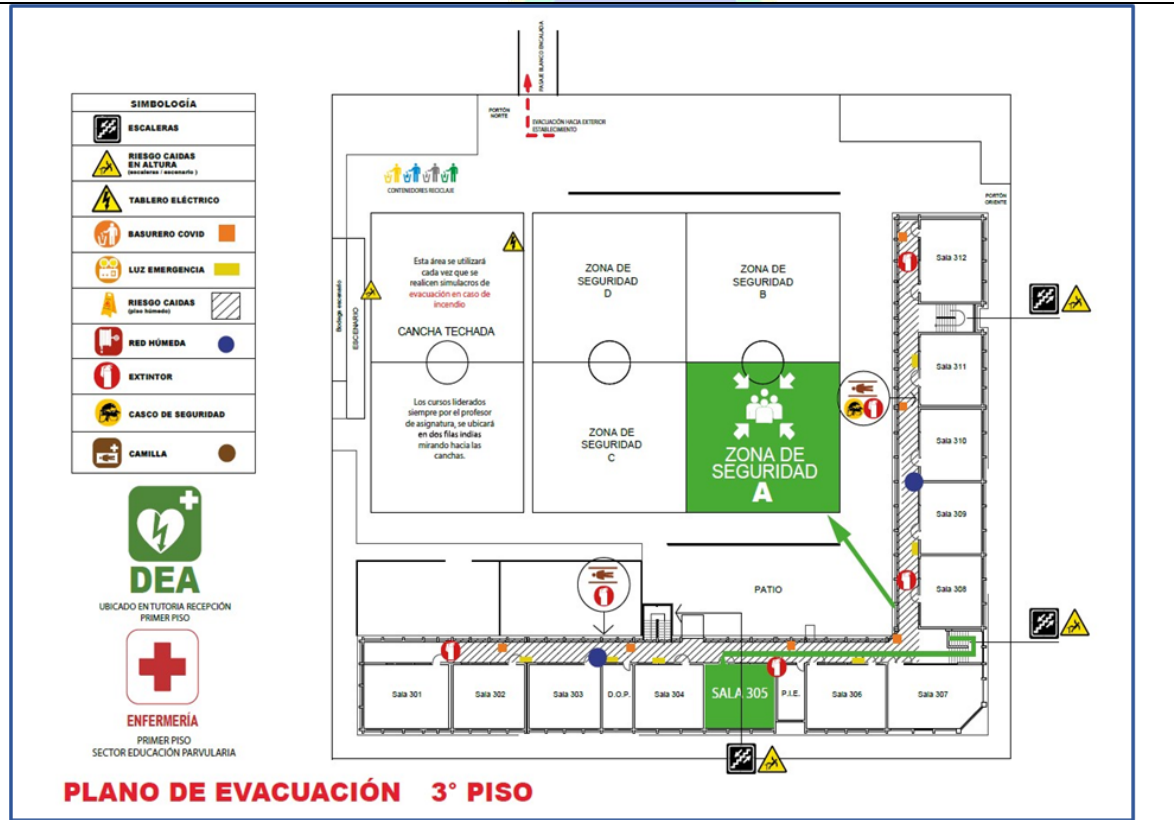 PASAJE BLANCO ENCALADA
SIMBOLOGÍA
ESCALERAS
RIESGO CAIDAS
EN ALTURA
(escaleras / escenario )
TABLERO ELÉCTRICO
BASURERO COVID
LUZ EMERGENCIA
RIESGO CAIDAS
(piso húmedo)
RED HÚMEDA
EXTINTOR
CASCO DE SEGURIDAD
CAMILLA
DEA
UBICADO EN TUTORIA RECEPCIÓN
PRIMER PISO
ENFERMERÍA
PRIMER PISO
SECTOR EDUCACIÓN PARVULARIA
PORTÓN
NORTE
EVACUACIÓN HACIA EXTERIOR
ESTABLECIMIENTO
CONTENEDORES RECICLAJE
PORTÓN
ORIENTE
Bodega escenario
ESCENARIO
Esta área se utilizará
cada vez que se
realicen simulacros de
evacuación en caso de
incendio
CANCHA TECHADA
Los cursos liderados
siempre por el profesor
de asignatura, se ubicará
en dos filas indias
mirando hacia las
canchas.
ZONA DE
SEGURIDAD
D
ZONA DE
SEGURIDAD
B
ZONA DE
SEGURIDAD
C
ZONA DE
SEGURIDAD
A
Sala 312
Sala 311
Sala 310
Sala 309
Sala 308
PATIO
Sala 301
Sala 302
Sala 303
D.O.P.
Sala 304
SALA 305
P.I.E.
Sala 306
Sala 307
PLANO DE EVACUACIÓN 3° PISO